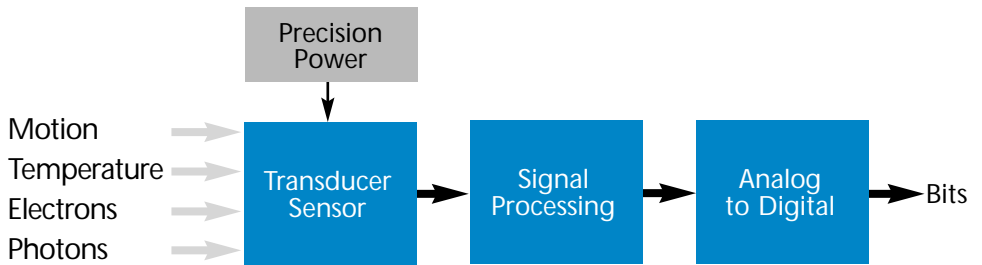 Precision
Power
Motion
Temperature
Electrons
Photons
Transducer
Sensor
Signal
Processing
Analog
to Digital
Bits